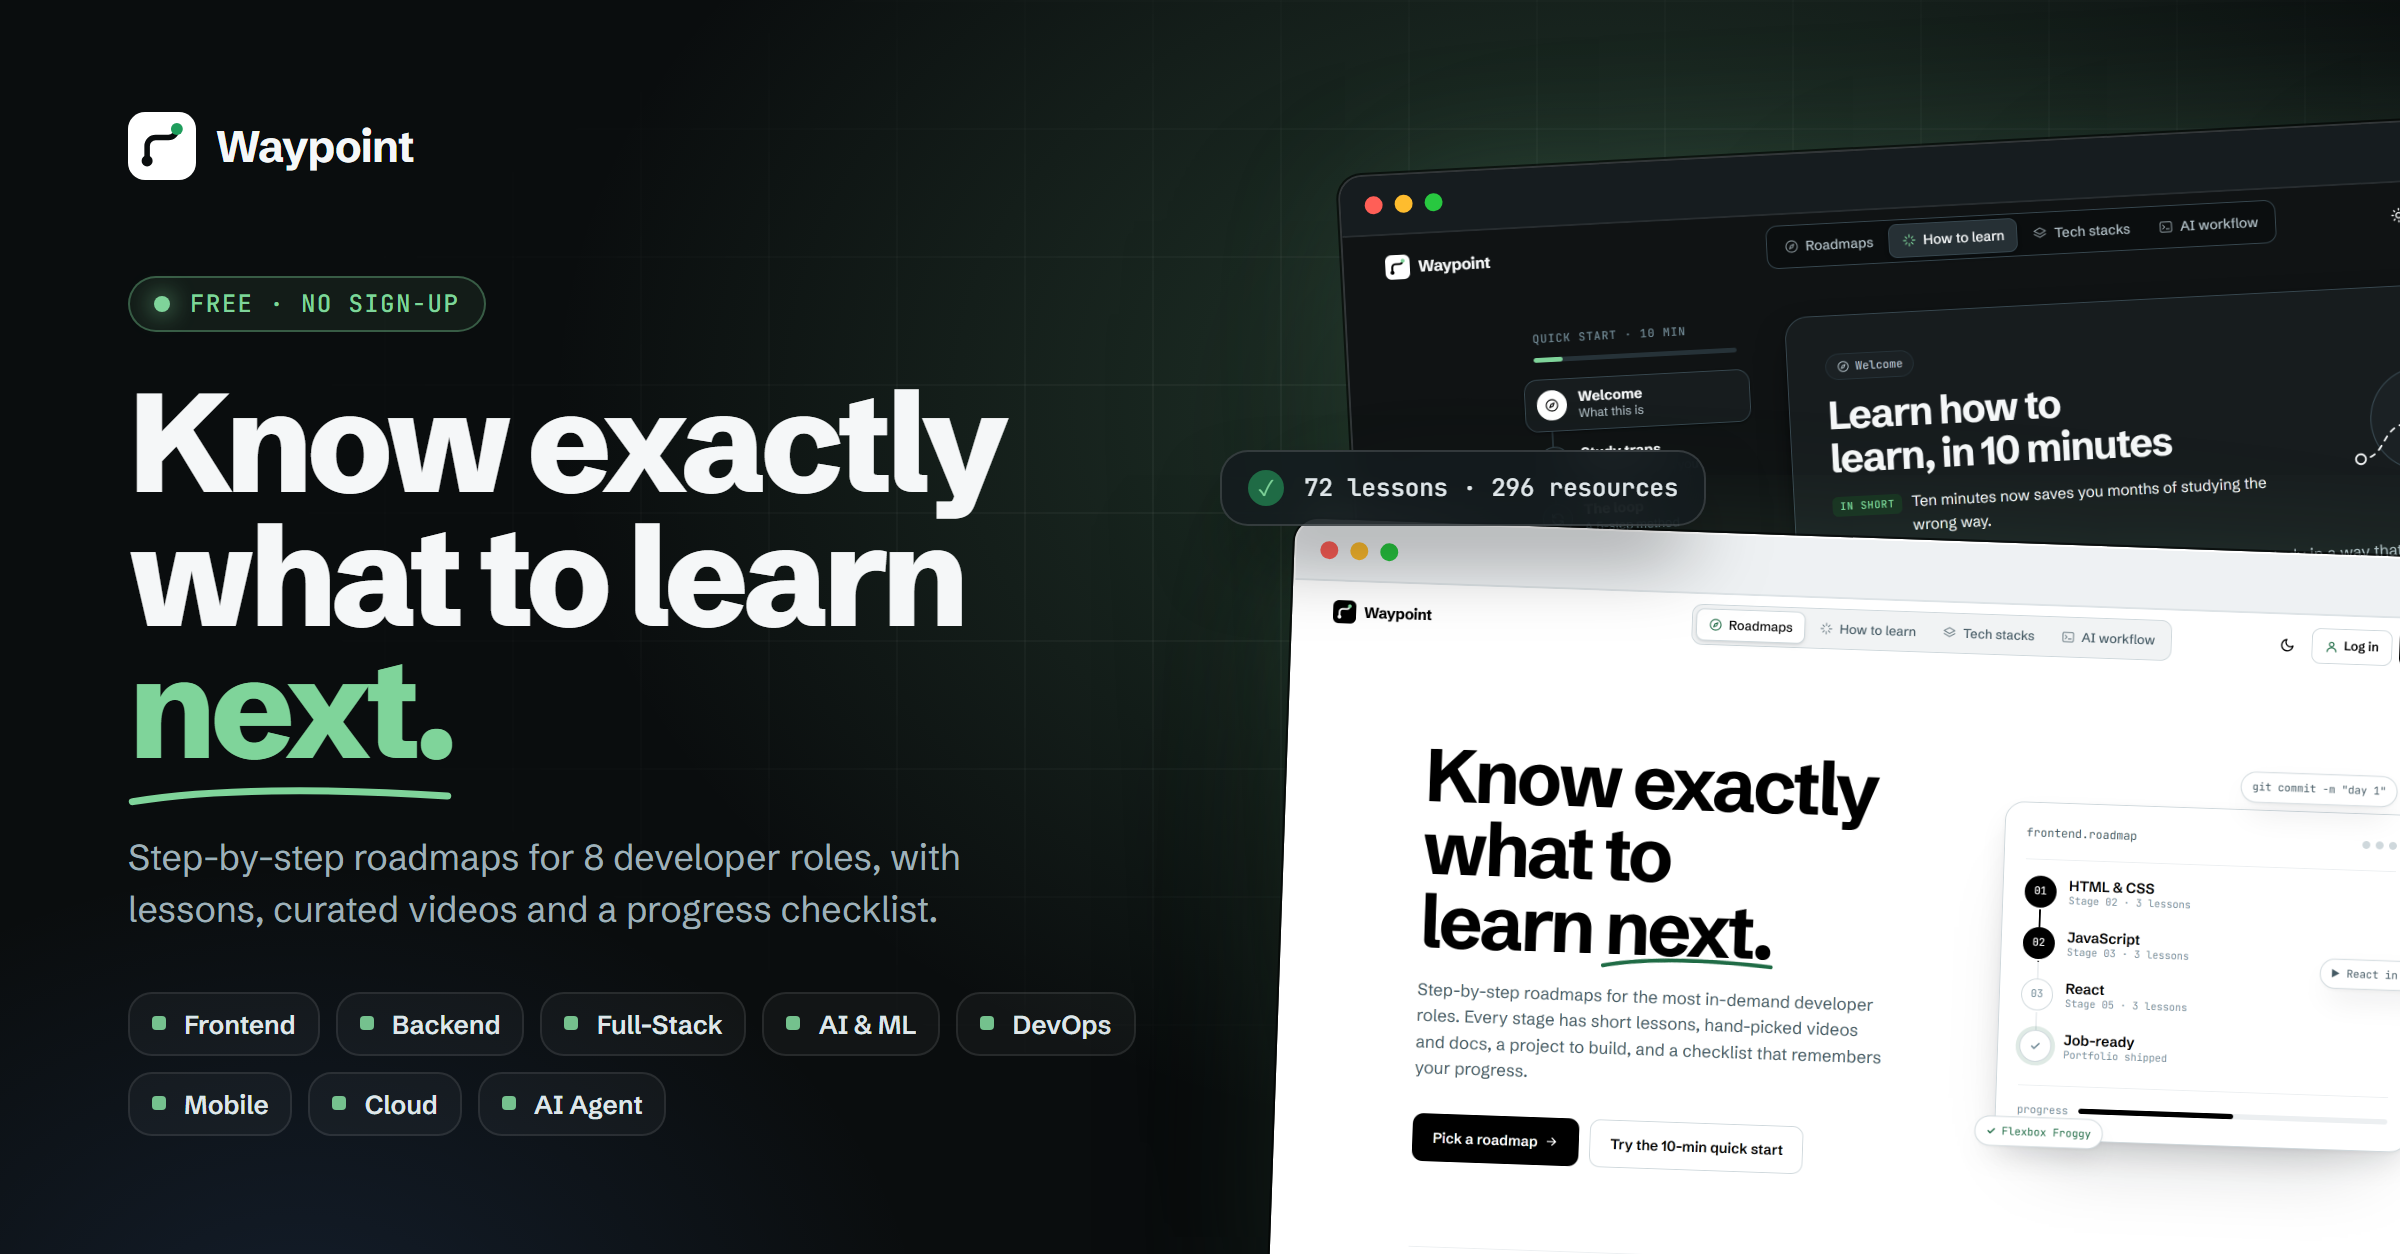 Waypoint
FREE · NO SIGN-UP
Know exactly
what to learn
next.
Step-by-step roadmaps for 8 developer roles, with
lessons, curated videos and a progress checklist.
Frontend
Backend
Full-Stack
AI & ML
DevOps
Mobile
Cloud
AI Agent
Waypoint
Roadmaps
How to learn
Tech stacks
AI workflow
QUICK START · 10 MIN
Welcome
What this is
Study traps
Welcome
Learn how to
learn, in 10 minutes
IN SHORT
Ten minutes now saves you months of studying the
wrong way.
✓ 72 lessons · 296 resources
The loop
Waypoint
Roadmaps
How to learn
Tech stacks
AI workflow
Log in
Know exactly
what to
learn next.
Step-by-step roadmaps for the most in-demand developer
roles. Every stage has short lessons, hand-picked videos
and docs, a project to build, and a checklist that remembers
your progress.
Pick a roadmap →
Try the 10-min quick start
git commit -m "day 1"
frontend.roadmap
01
HTML & CSS
Stage 02 · 3 lessons
02
JavaScript
Stage 03 · 3 lessons
React in
03
React
Stage 05 · 3 lessons
Job-ready
Portfolio shipped
progress
✓ Flexbox Froggy